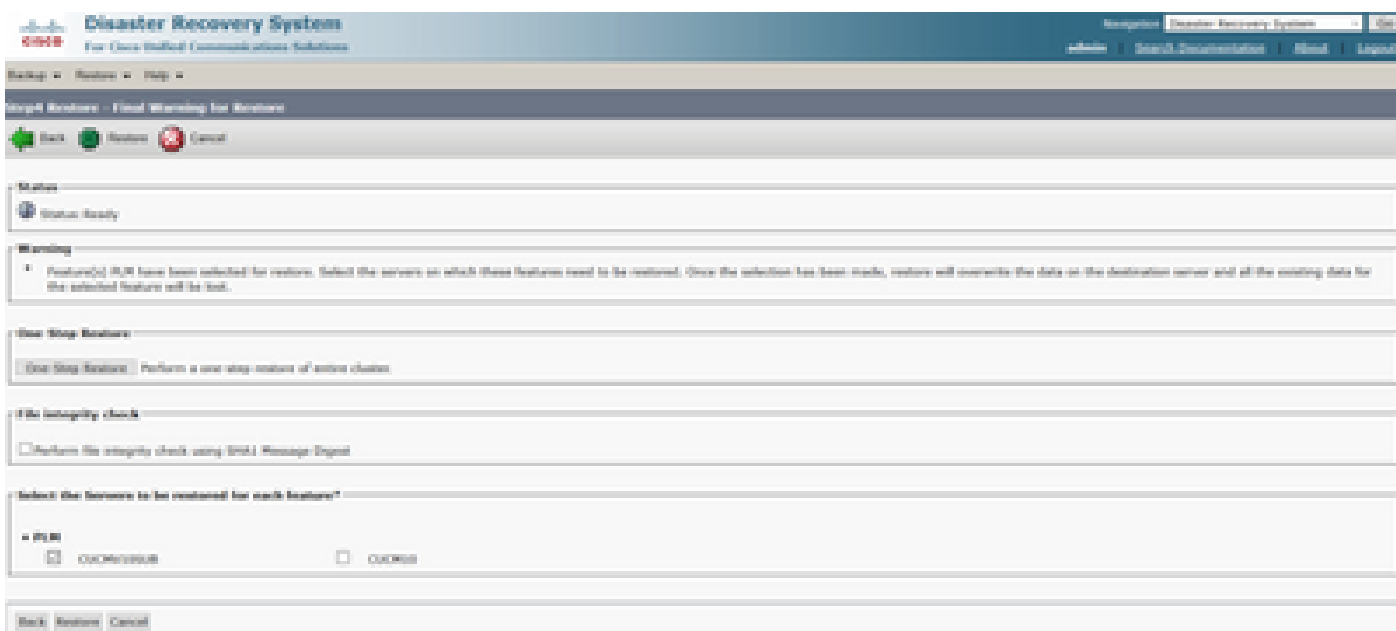 CISCO
Disaster Recovery System
For Cisco Unified Communications Solutions
Navigation Disaster Recovery System Go
admin | Search Documentation | About | Logout
Backup Restore Help
Step4 Restore - Final Warning for Restore
Back Restore Cancel
Status
Status: Ready
Warning
Feature(s) PLM have been selected for restore. Select the servers on which these features need to be restored. Once the selection has been made, restore will overwrite the data on the destination server and all the existing data for
the selected feature will be lost.
One Step Restore
One Step Restore Perform a one step restore of entire cluster.
File integrity check
Perform file integrity check using SHA1 Message Digest
Select the Servers to be restored for each feature*
PLM
CUCM10
Back Restore Cancel